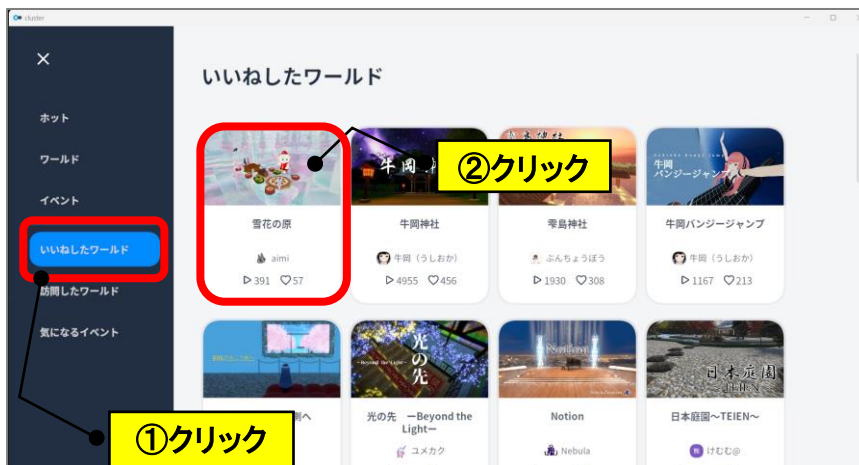 cluster
いいねしたワールド
ホット
ワールド
イベント
いいねしたワールド
訪問したワールド
気になるイベント
①クリック
②クリック
雪花の原
aimi
391 57
牛岡
牛岡神社
牛岡（うしおか）
4955 456
雫島神社
ぶんちょうぼう
1930 308
牛岡
バンジージャンプ
牛岡バンジージャンプ
牛岡（うしおか）
1167 213
側へ
光の先
~Beyond the Light~
光の先 ーBeyond the
Lightー
ユメカひ
Notion
Notion
Nebula
日本庭園
TEIEN
日本庭園～TEIEN～
けむむ@